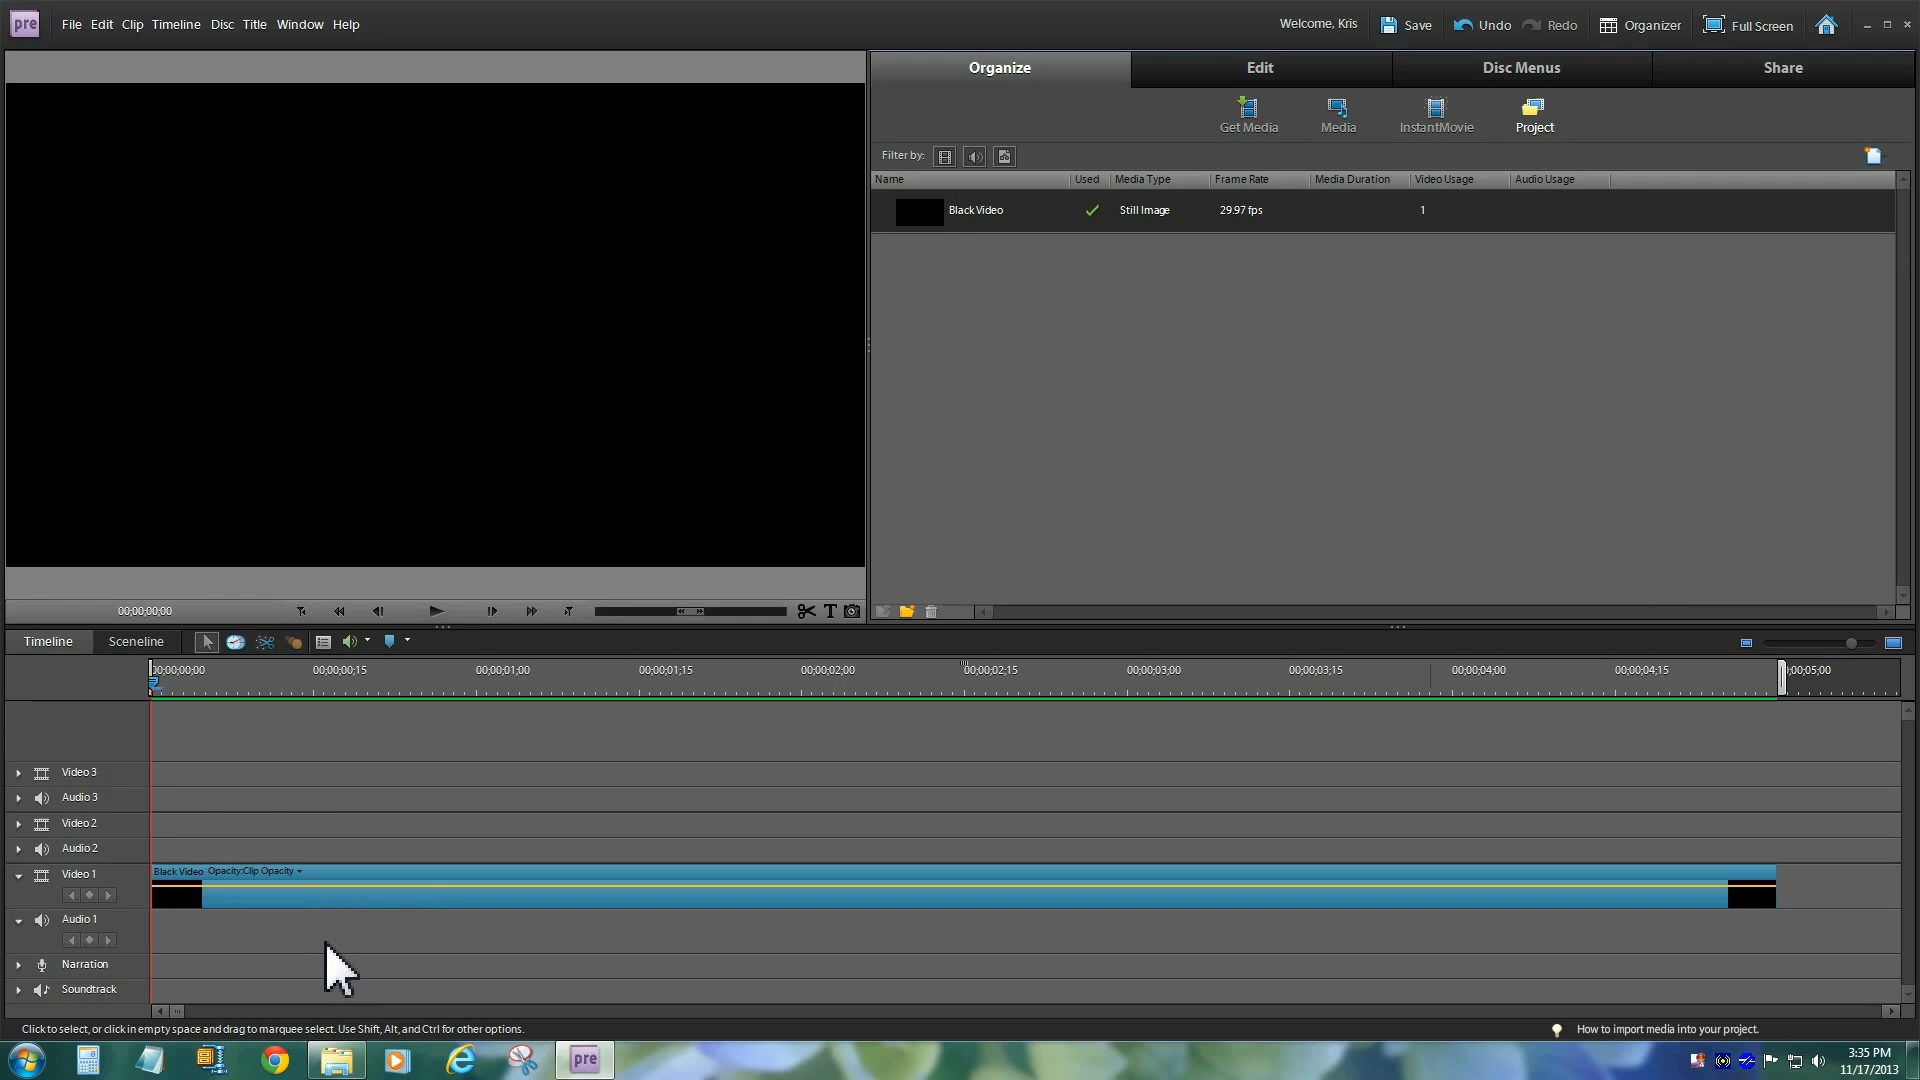 pre File Edit Clip Timeline Disc Title Window Help Welcome, Kris Save Undo Redo Organizer Full Screen
Organize Edit Disc Menus Share
Get Media Media InstantMovie Project
Filter by:
Name Used Media Type Frame Rate Media Duration Video Usage Audio Usage
Black Video Still Image 29.97 fps 1
00;00;00;00 T
Timeline Sceneline
00;00;00;00 00;00;00;15 00;00;01;00 00;00;01;15 00;00;02;00 00;00;02;15 00;00;03;00 00;00;03;15 00;00;04;00 00;00;04;15 ;00;05;00
Video 3
Audio 3
Video 2
Audio 2
Video 1 Black Video Opacity:Clip Opacity
Audio 1
Narration
Soundtrack
Click to select, or click in empty space and drag to marquee select. Use Shift, Alt, and Ctrl for other options. How to import media into your project.
pre 3:35 PM
11/17/2013